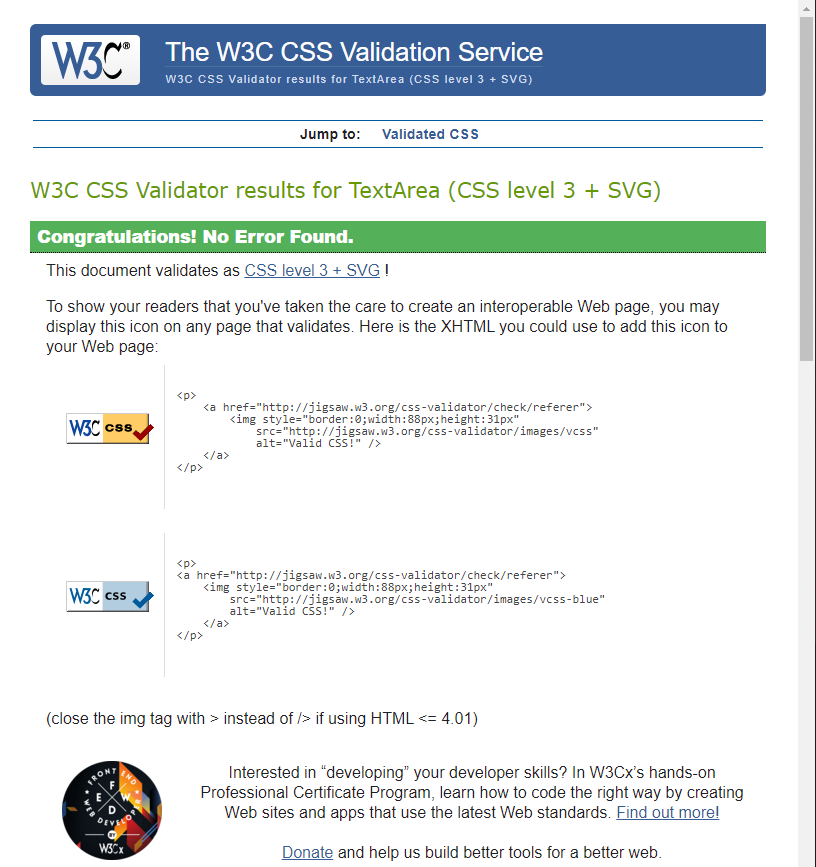 W3C®
The W3C CSS Validation Service
W3C CSS Validator results for TextArea (CSS level 3 + SVG)
Jump to: Validated CSS
W3C CSS Validator results for TextArea (CSS level 3 + SVG)
Congratulations! No Error Found.
This document validates as CSS level 3 + SVG !
To show your readers that you've taken the care to create an interoperable Web page, you may
display this icon on any page that validates. Here is the XHTML you could use to add this icon to
your Web page:
W3C css
<p>
<a href="http://jigsaw.w3.org/css-validator/check/referer">
<img style="border:0;width:88px;height:31px"
src="http://jigsaw.w3.org/css-validator/images/vcss"
alt="Valid CSS!" />
</a>
</p>
W3C css
<p>
<a href="http://jigsaw.w3.org/css-validator/check/referer">
<img style="border:0;width:88px;height:31px"
src="http://jigsaw.w3.org/css-validator/images/vcss-blue"
alt="Valid CSS!" />
</a>
</p>
(close the img tag with > instead of /> if using HTML <= 4.01)
FRONT END
WEB DEVELOPER
F
E W
D
BY
W3Cx
Interested in “developing” your developer skills? In W3Cx’s hands-on
Professional Certificate Program, learn how to code the right way by creating
Web sites and apps that use the latest Web standards. Find out more!
Donate and help us build better tools for a better web.